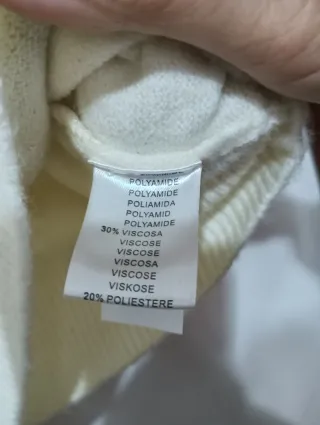 POLYAMIDE
POLYAMIDE
POLIAMIDA
POLYAMID
POLYAMIDE
30% VISCOSA
VISCOSE
VISCOSE
VISCOSA
VISCOSE
VISKOSE
20% POLIESTERE